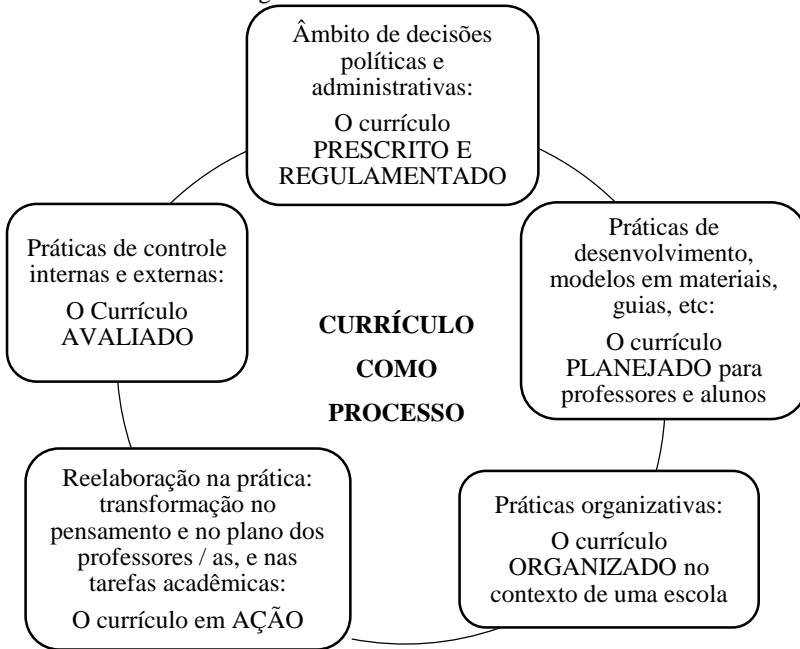 Âmbito de decisões
políticas e
administrativas:
O currículo
PRESCRITO E
REGULAMENTADO
Práticas de
desenvolvimento,
modelos em materiais,
guias, etc:
O currículo
PLANEJADO para
professores e alunos
Práticas organizativas:
O currículo
ORGANIZADO no
contexto de uma escola
Reelaboração na prática:
transformação no
pensamento e no plano dos
professores / as, e nas
tarefas acadêmicas:
O currículo em AÇÃO
Práticas de controle
internas e externas:
O Currículo
AVALIADO
CURRÍCULO
COMO
PROCESSO